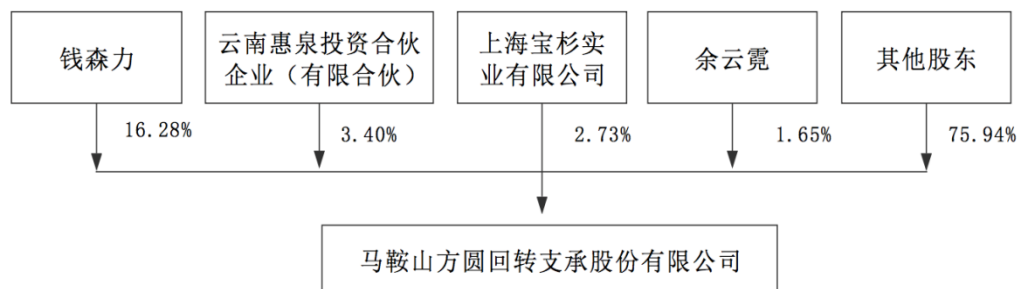 钱森力
云南惠泉投资合伙
企业（有限合伙）
上海宝杉实
业有限公司
余云霓
其他股东
16.28%
3.40%
2.73%
1.65%
75.94%
马鞍山方圆回转支承股份有限公司